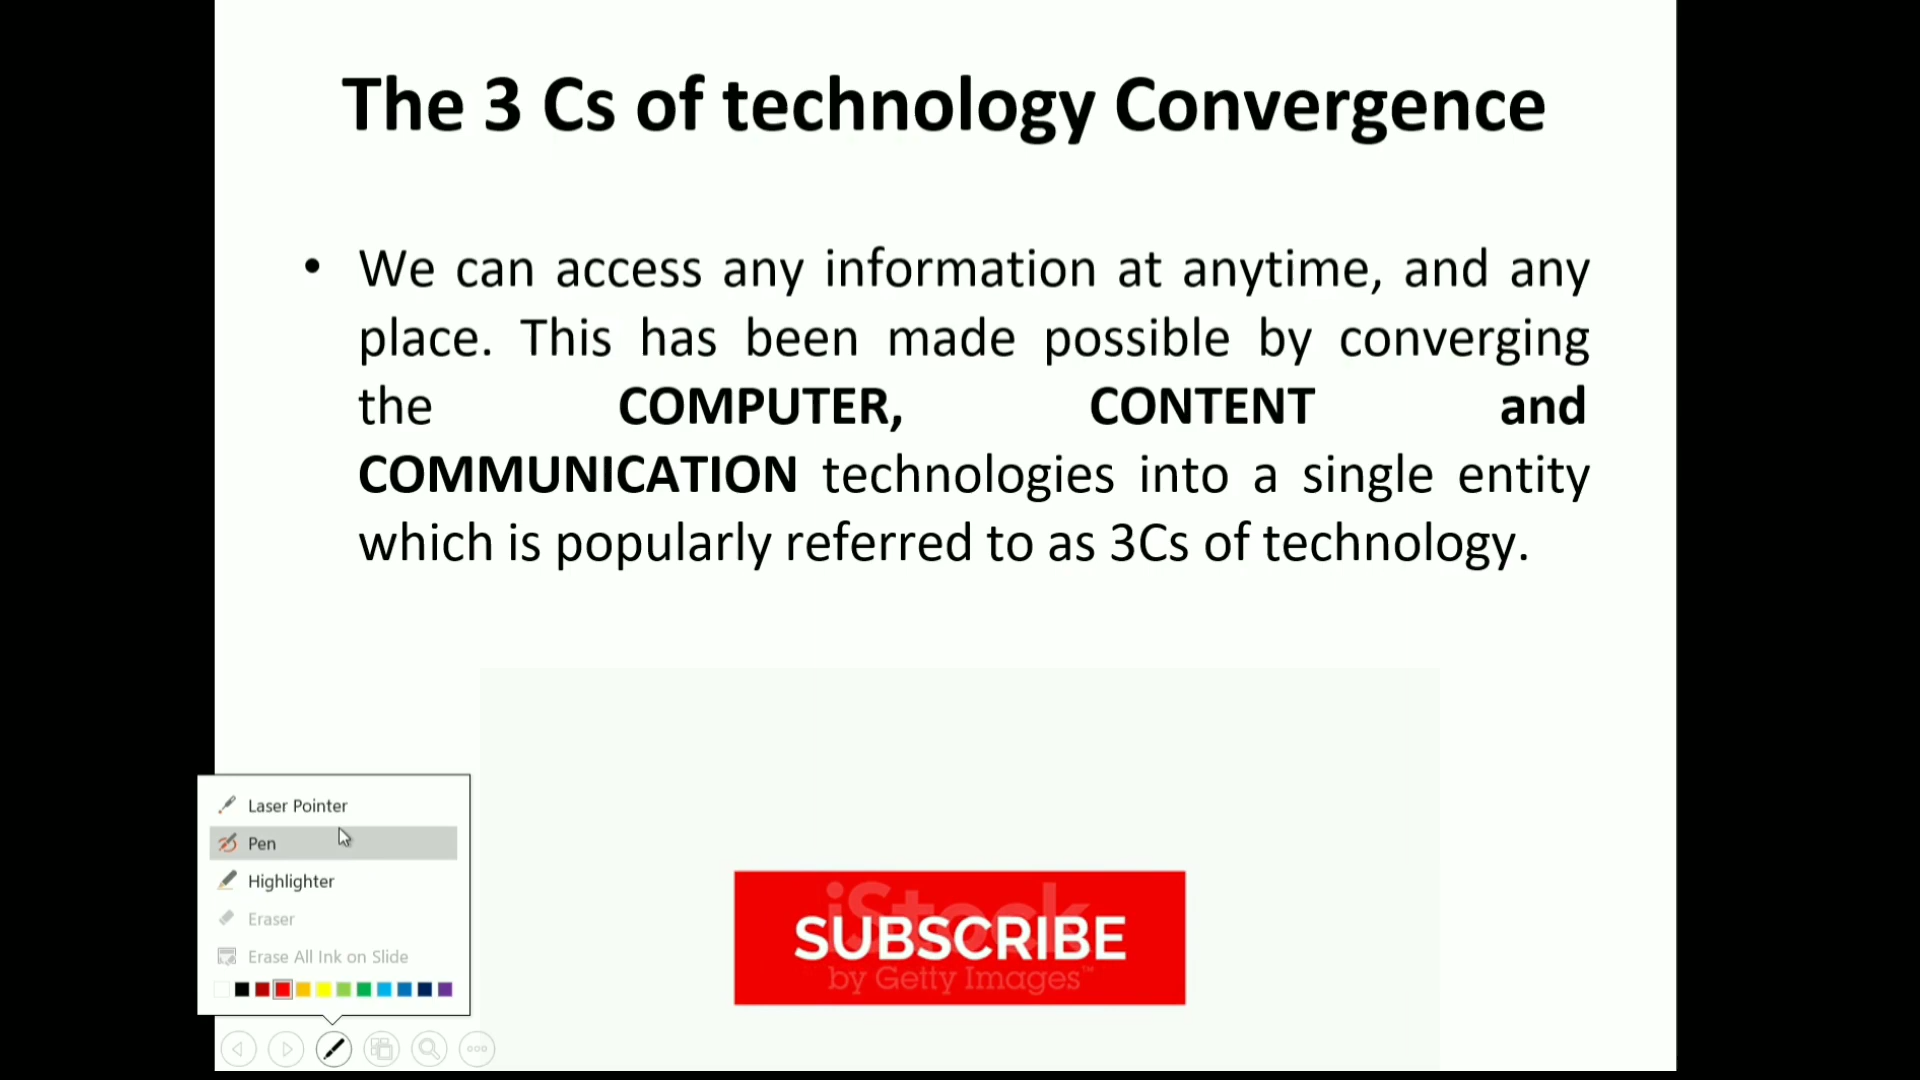 The 3 Cs of technology Convergence
• We can access any information at anytime, and any
place. This has been made possible by converging
the COMPUTER, CONTENT and
COMMUNICATION technologies into a single entity
which is popularly referred to as 3Cs of technology.
Laser Pointer
Pen
Highlighter
Eraser
Erase All Ink on Slide
iStock
SUBSCRIBE
by Getty Images™